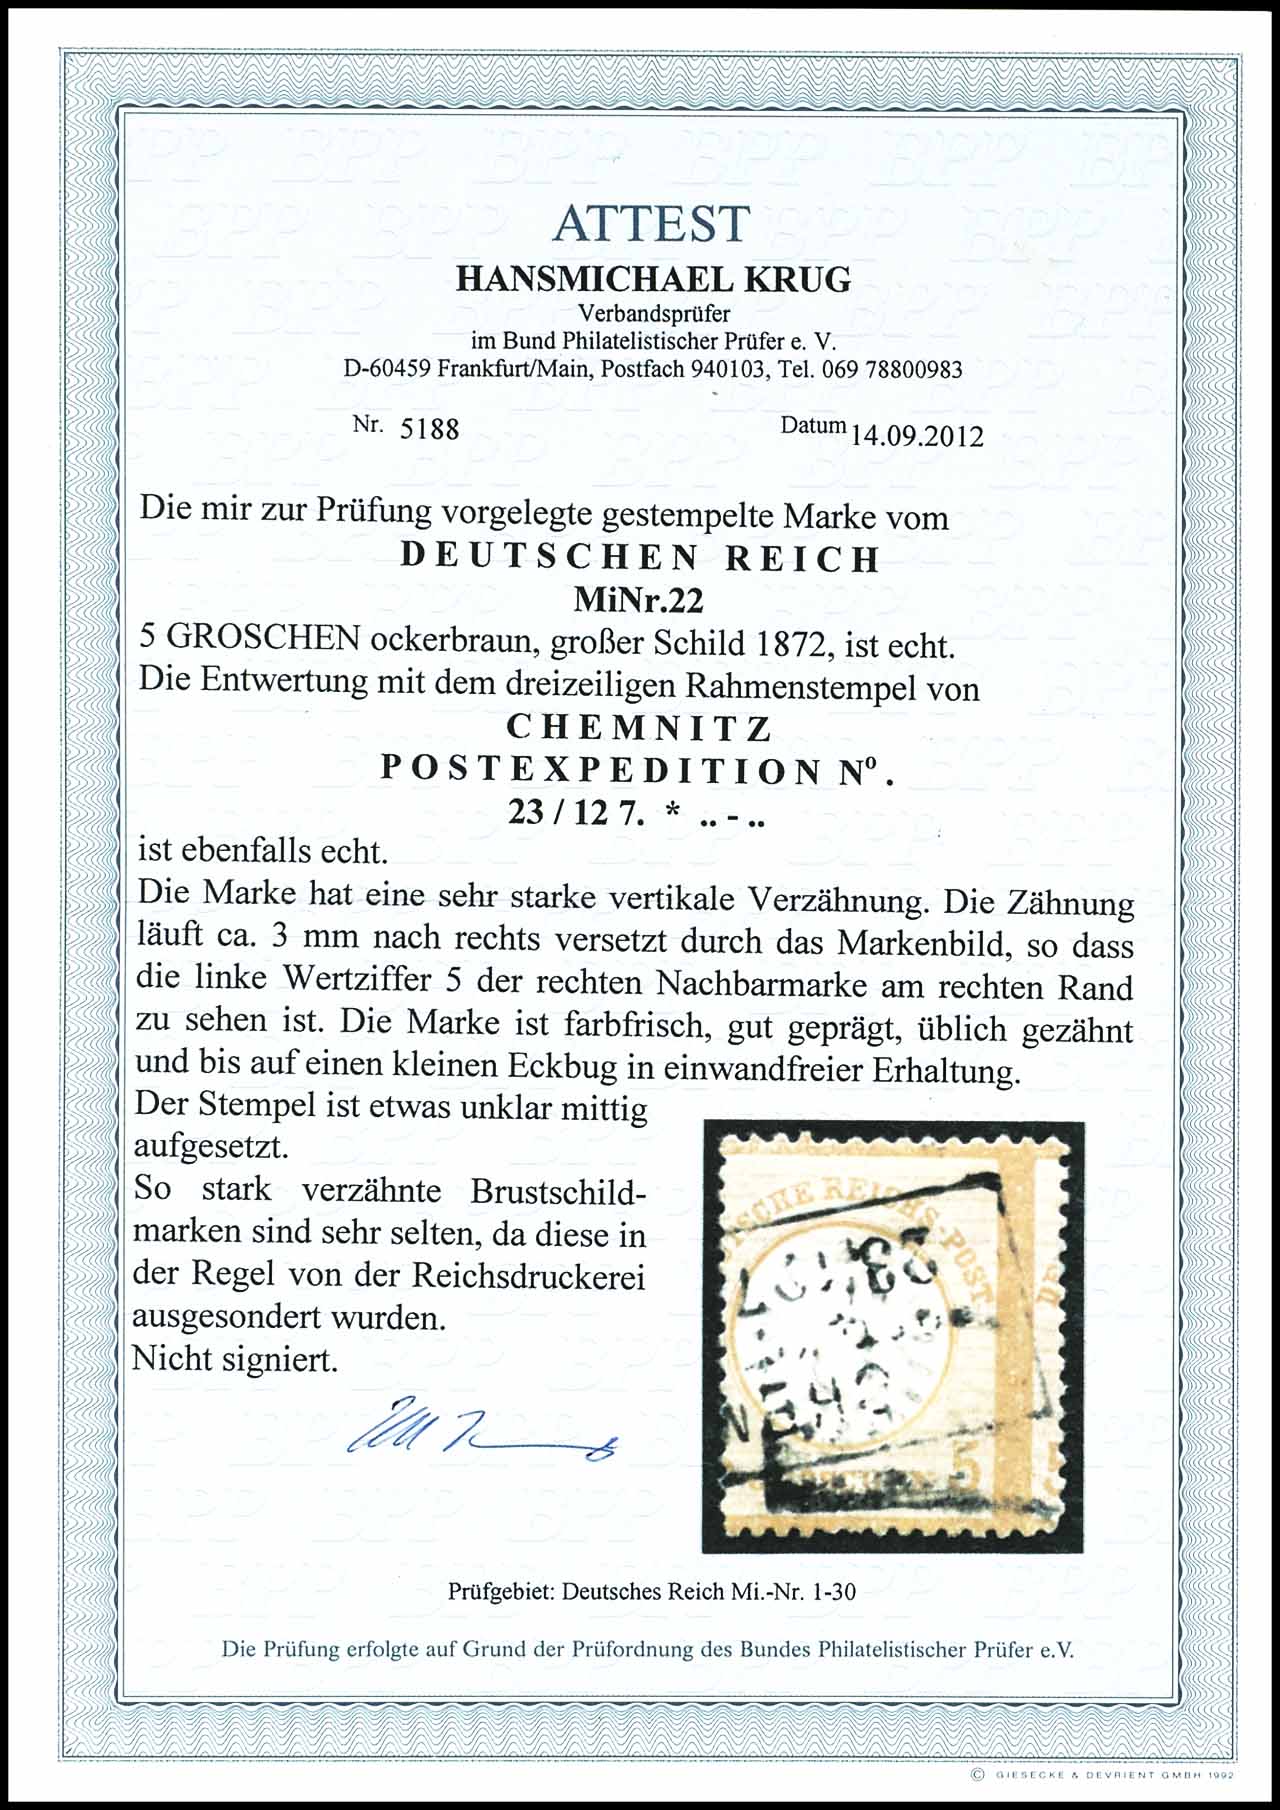 ATTEST
HANSMICHAEL KRUG
Verbandsprüfer
im Bund Philatelistischer Prüfer e. V.
D-60459 Frankfurt/Main, Postfach 940103, Tel. 069 78800983
Nr. 5188 Datum 14.09.2012
Die mir zur Prüfung vorgelegte gestempelte Marke vom
DEUTSCHEN REICH
MiNr.22
5 GROSCHEN ockerbraun, großer Schild 1872, ist echt.
Die Entwertung mit dem dreizeiligen Rahmenstempel von
CHEMNITZ
POSTEXPEDITION Nº.
23 / 12 7. * .. - ..
ist ebenfalls echt.
Die Marke hat eine sehr starke vertikale Verzähnung. Die Zähnung
läuft ca. 3 mm nach rechts versetzt durch das Markenbild, so dass
die linke Wertziffer 5 der rechten Nachbarmarke am rechten Rand
zu sehen ist. Die Marke ist farbfrisch, gut geprägt, üblich gezähnt
und bis auf einen kleinen Eckbug in einwandfreier Erhaltung.
Der Stempel ist etwas unklar mittig
aufgesetzt.
So stark verzähnte Brustschild-
marken sind sehr selten, da diese in
der Regel von der Reichsdruckerei
ausgesondert wurden.
Nicht signiert.
REICHS-POST
5
Prüfgebiet: Deutsches Reich Mi.-Nr. 1-30
Die Prüfung erfolgte auf Grund der Prüfordnung des Bundes Philatelistischer Prüfer e.V.
© GIESECKE & DEVRIENT GMBH 1992